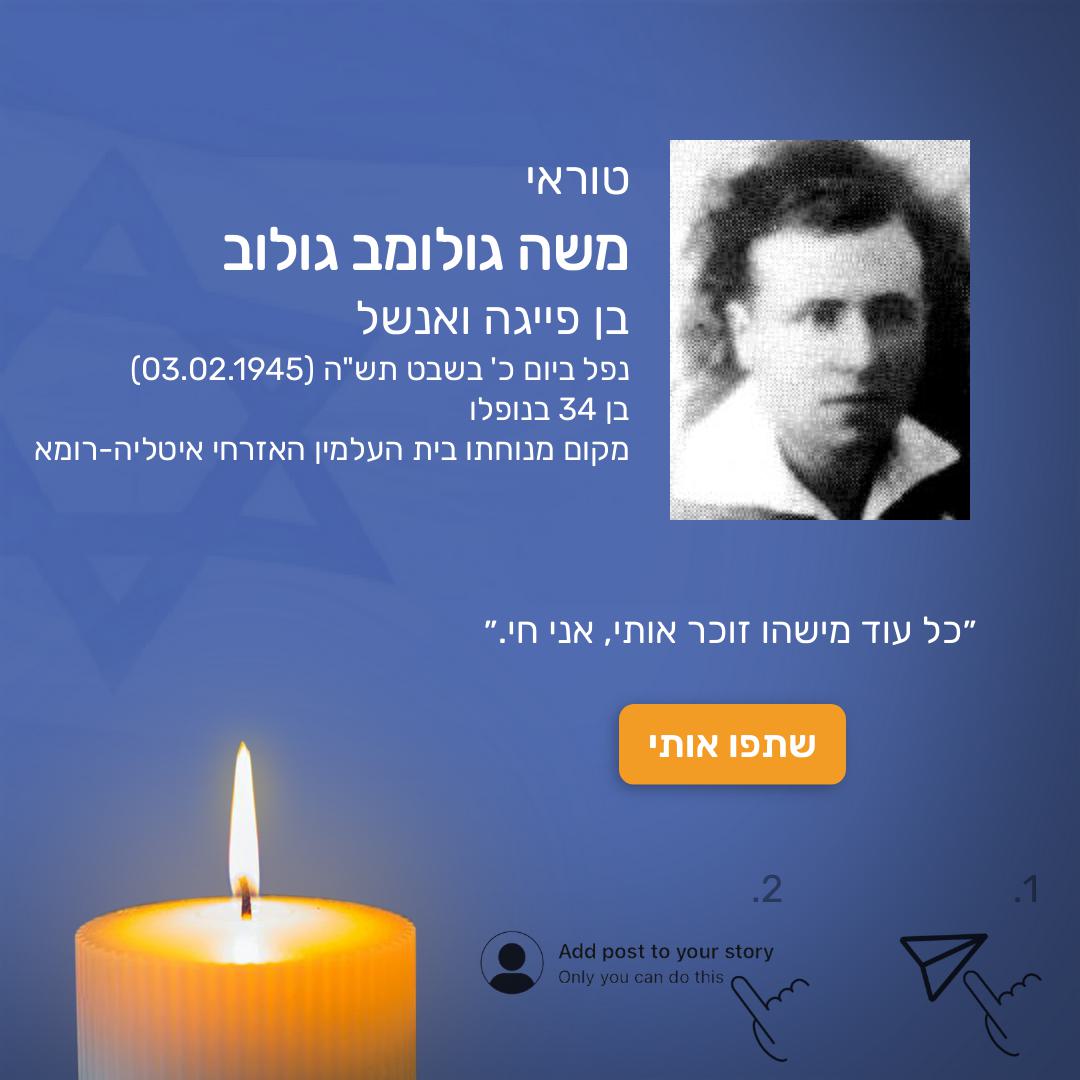 טוראי
משה גולומב גולוב
בן פייגה ואנשל
נפל ביום כ' בשבט תש"ה (03.02.1945)
בן 34 בנופלו
מקום מנוחתו בית העלמין האזרחי איטליה-רומא
״כל עוד מישהו זוכר אותי, אני חי.״
שתפו אותי
1.
2.
Add post to your story
Only you can do this